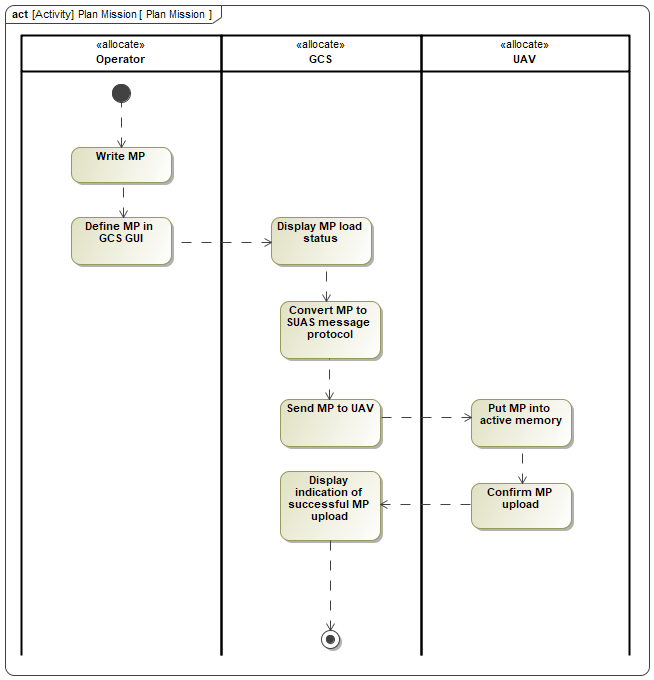 act [Activity] Plan Mission [ Plan Mission ]
«allocate»
Operator
«allocate»
GCS
«allocate»
UAV
Write MP
Define MP in
GCS GUI
Display MP load
status
Convert MP to
SUAS message
protocol
Send MP to UAV
Put MP into
active memory
Display
indication of
successful MP
upload
Confirm MP
upload